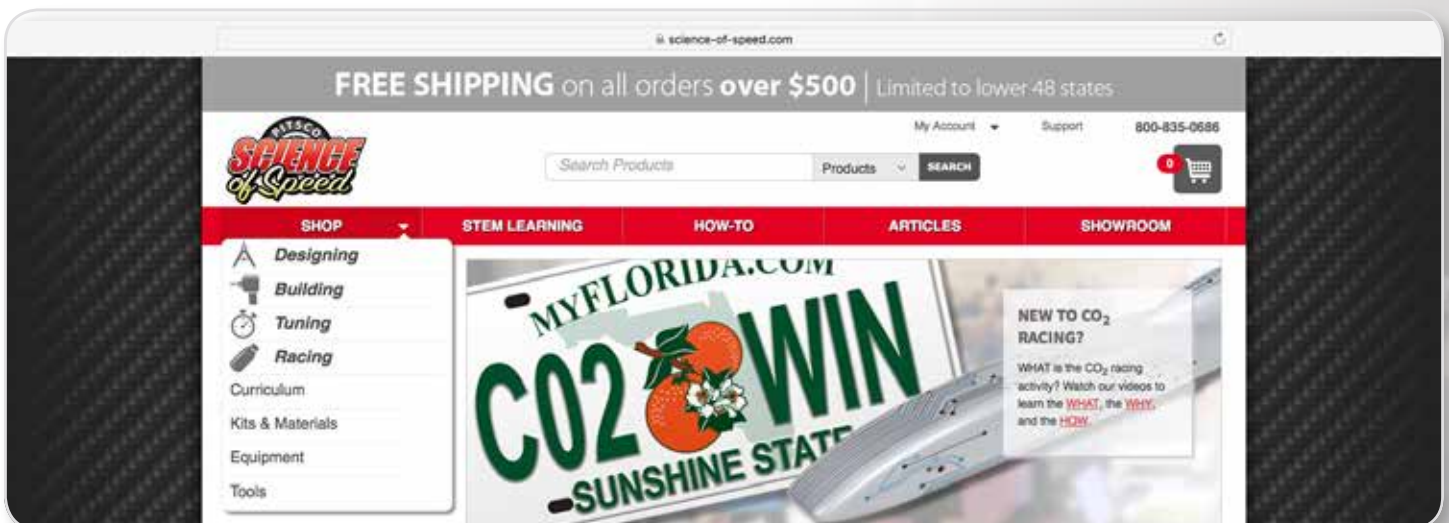 science-of-speed.com
FREE SHIPPING on all orders over $500 | Limited to lower 48 states
My Account Support 800-835-0686
PITSCO
SCIENCE
of Speed
Search Products Products SEARCH 0
SHOP STEM LEARNING HOW-TO ARTICLES SHOWROOM
Designing
Building
Tuning
Racing
Curriculum
Kits & Materials
Equipment
Tools
MYFLORIDA.COM
C02 WIN
SUNSHINE STATE
NEW TO CO₂
RACING?
WHAT is the CO₂ racing
activity? Watch our videos to
learn the WHAT, the WHY,
and the HOW.